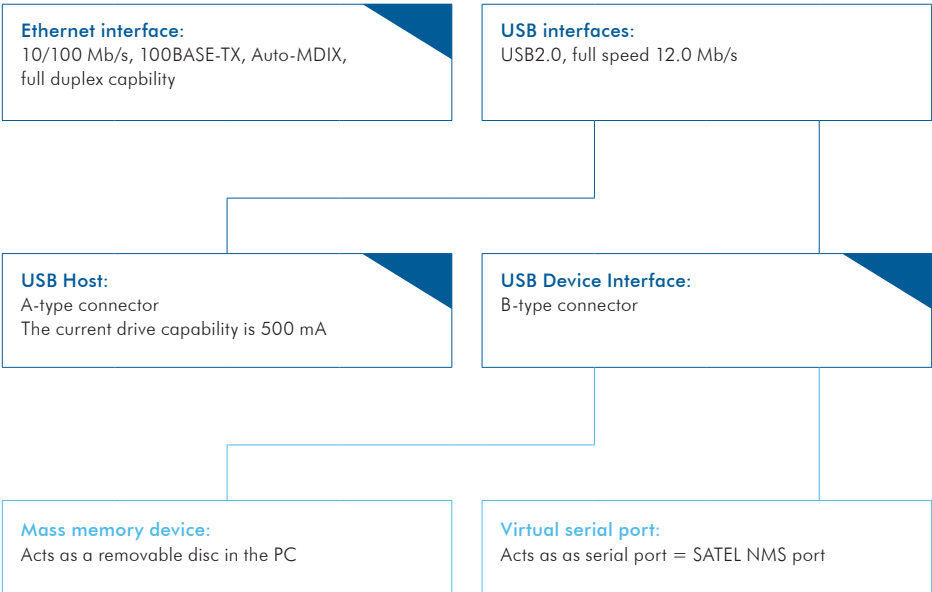 Ethernet interface:
10/100 Mb/s, 100BASE-TX, Auto-MDIX,
full duplex capbility
USB interfaces:
USB2.0, full speed 12.0 Mb/s
USB Host:
A-type connector
The current drive capability is 500 mA
USB Device Interface:
B-type connector
Mass memory device:
Acts as a removable disc in the PC
Virtual serial port:
Acts as as serial port = SATEL NMS port